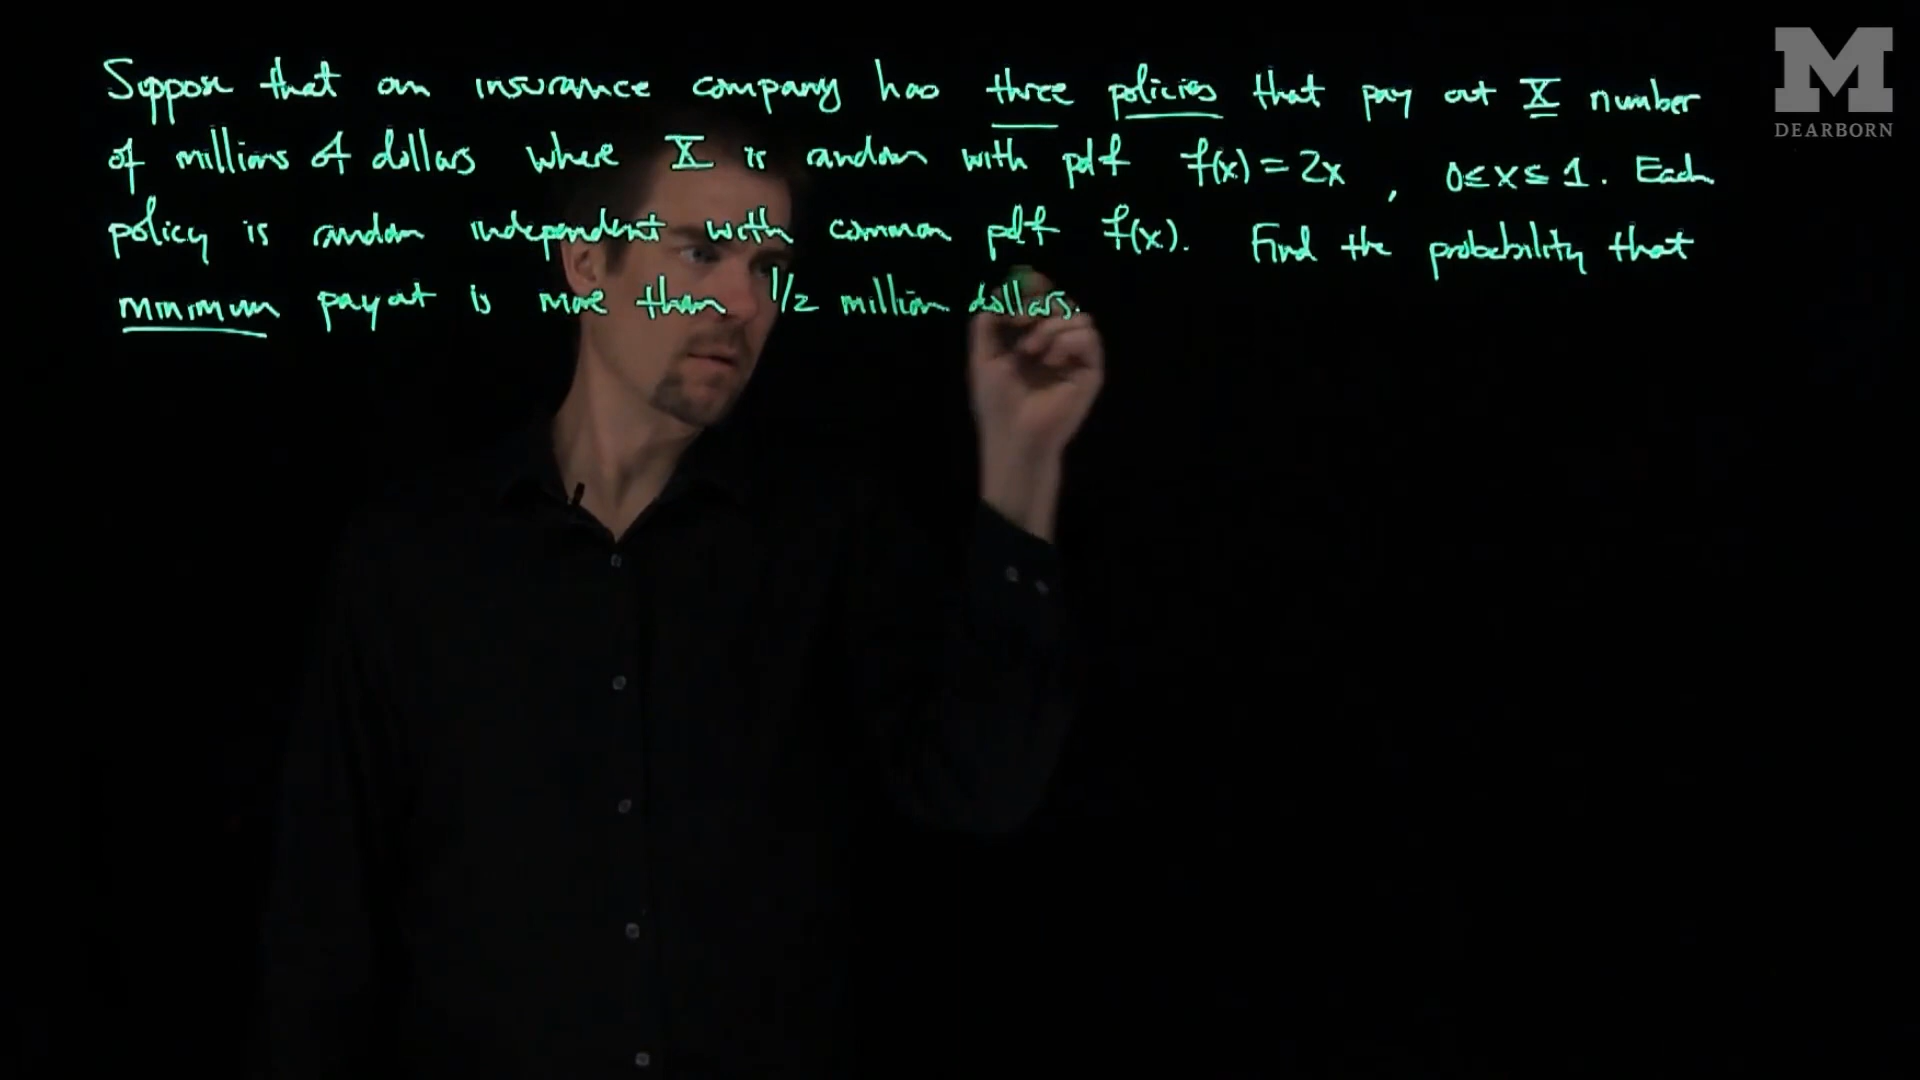 Suppose that an insurance company has three policies that pay out X number
of millions of dollars where X is random with pdf f(x) = 2x , 0 ≤ x ≤ 1. Each
policy is random independent with common pdf f(x). Find the probability that
minimum payout is more than 1/2 million dollars.
M
DEARBORN